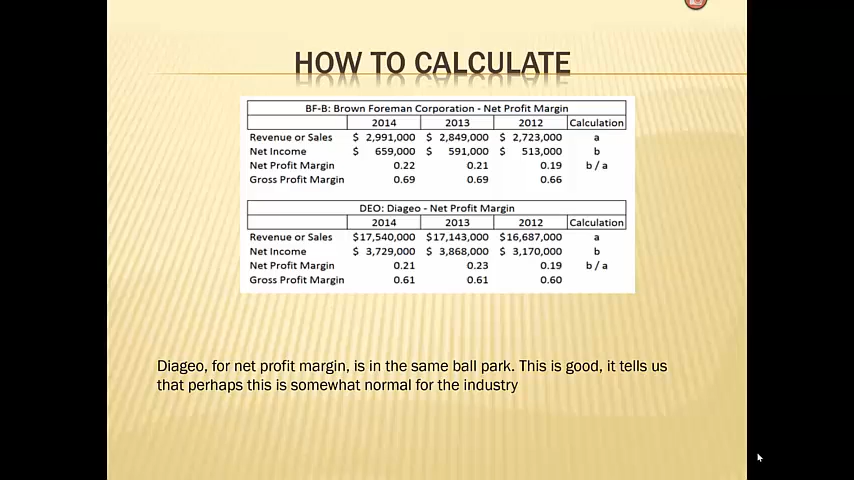 HOW TO CALCULATE
BF-B: Brown Foreman Corporation - Net Profit Margin
2014 2013 2012 Calculation
Revenue or Sales $ 2,991,000 $ 2,849,000 $ 2,723,000 a
Net Income $ 659,000 $ 591,000 $ 513,000 b
Net Profit Margin 0.22 0.21 0.19 b / a
Gross Profit Margin 0.69 0.69 0.66
DEO: Diageo - Net Profit Margin
2014 2013 2012 Calculation
Revenue or Sales $17,540,000 $17,143,000 $16,687,000 a
Net Income $ 3,729,000 $ 3,868,000 $ 3,170,000 b
Net Profit Margin 0.21 0.23 0.19 b / a
Gross Profit Margin 0.61 0.61 0.60
Diageo, for net profit margin, is in the same ball park. This is good, it tells us
that perhaps this is somewhat normal for the industry